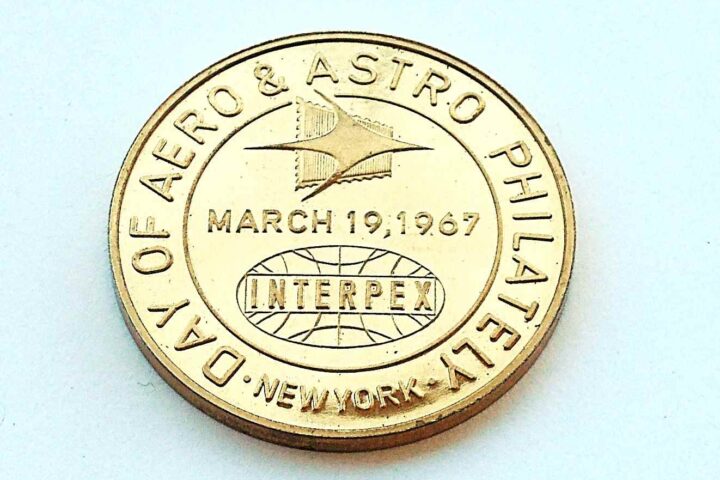 DAY OF AERO & ASTRO PHILATELY
MARCH 19, 1967
INTERPEX
· NEW YORK ·